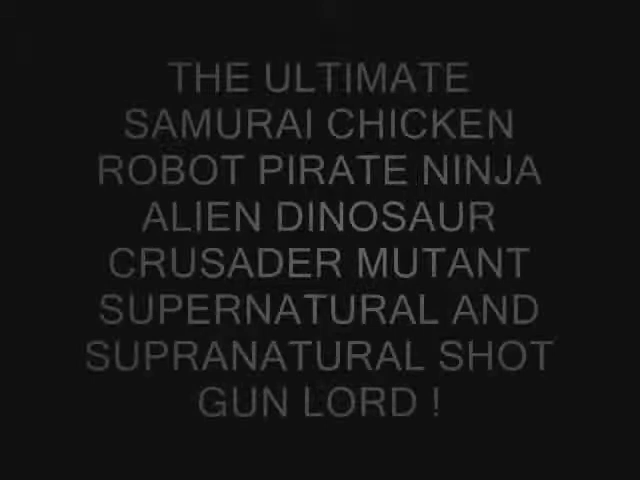 THE ULTIMATE
SAMURAI CHICKEN
ROBOT PIRATE NINJA
ALIEN DINOSAUR
CRUSADER MUTANT
SUPERNATURAL AND
SUPRANATURAL SHOT
GUN LORD !